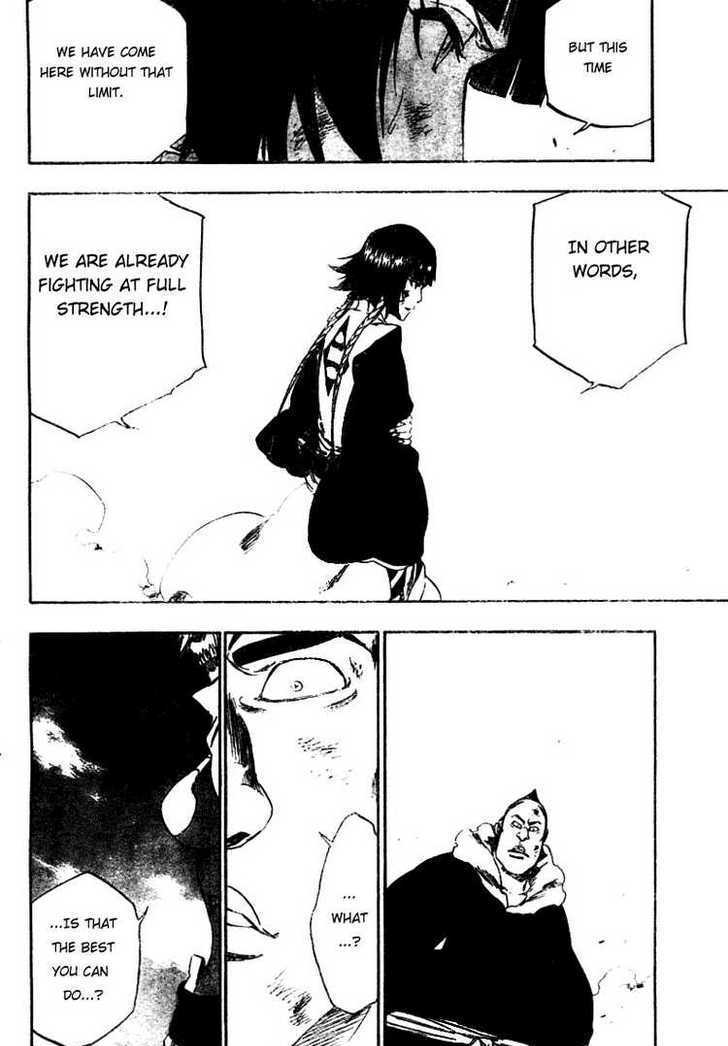 BUT THIS
TIME
WE HAVE COME
HERE WITHOUT THAT
LIMIT.
IN OTHER
WORDS,
WE ARE ALREADY
FIGHTING AT FULL
STRENGTH...!
...
WHAT
...?
...IS THAT
THE BEST
YOU CAN
DO...?